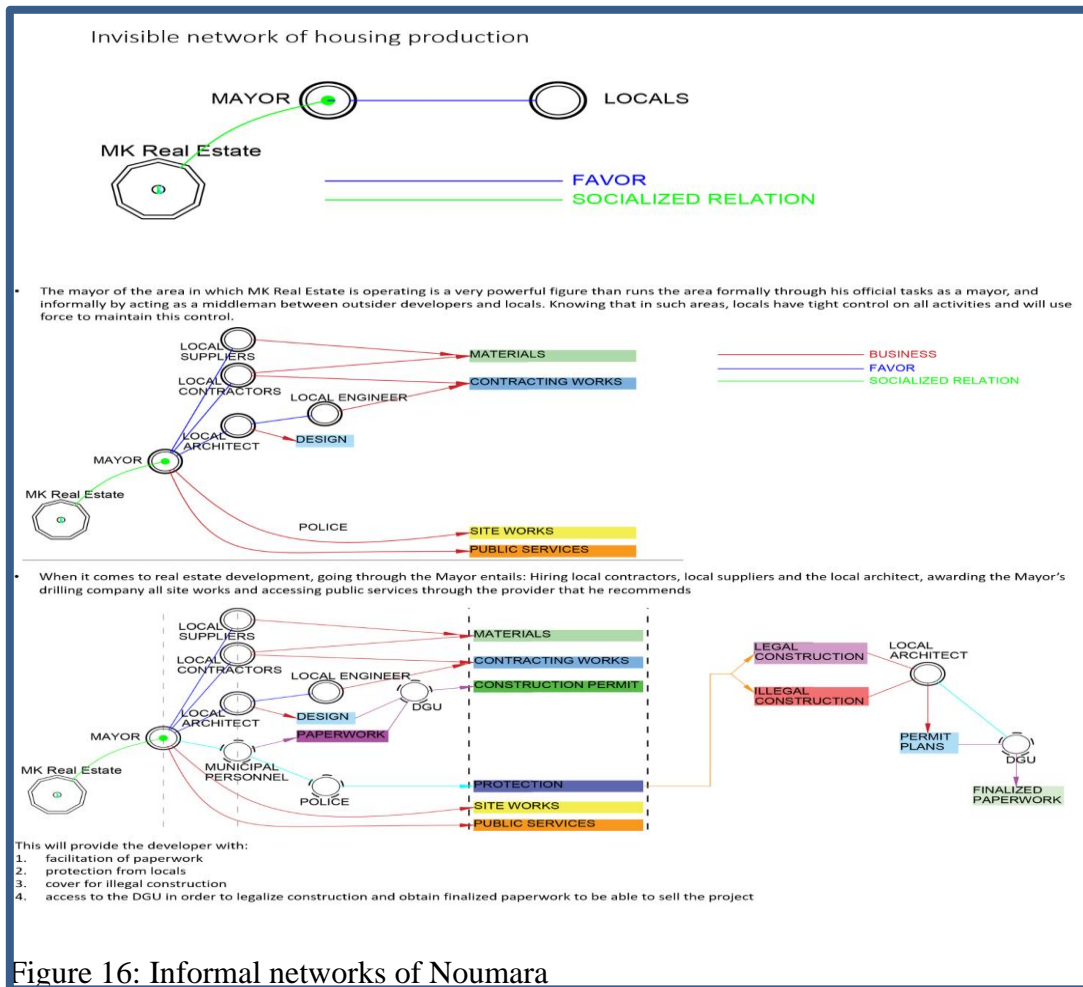 Invisible network of housing production
MAYOR
LOCALS
MK Real Estate
FAVOR
SOCIALIZED RELATION
• The mayor of the area in which MK Real Estate is operating is a very powerful figure than runs the area formally through his official tasks as a mayor, and
informally by acting as a middleman between outsider developers and locals. Knowing that in such areas, locals have tight control on all activities and will use
force to maintain this control.
LOCAL
SUPPLIERS
MATERIALS
BUSINESS
LOCAL
CONTRACTORS
CONTRACTING WORKS
FAVOR
SOCIALIZED RELATION
LOCAL ENGINEER
LOCAL
ARCHITECT
DESIGN
MAYOR
MK Real Estate
POLICE
SITE WORKS
PUBLIC SERVICES
• When it comes to real estate development, going through the Mayor entails: Hiring local contractors, local suppliers and the local architect, awarding the Mayor's
drilling company all site works and accessing public services through the provider that he recommends
LOCAL
SUPPLIERS
MATERIALS
LOCAL
CONTRACTORS
CONTRACTING WORKS
LOCAL ENGINEER
CONSTRUCTION PERMIT
DGU
LOCAL
ARCHITECT
DESIGN
PAPERWORK
MAYOR
MUNICIPAL
PERSONNEL
MK Real Estate
POLICE
PROTECTION
SITE WORKS
PUBLIC SERVICES
LEGAL
CONSTRUCTION
LOCAL
ARCHITECT
ILLEGAL
CONSTRUCTION
PERMIT
PLANS
DGU
FINALIZED
PAPERWORK
This will provide the developer with:
1. facilitation of paperwork
2. protection from locals
3. cover for illegal construction
4. access to the DGU in order to legalize construction and obtain finalized paperwork to be able to sell the project
Figure 16: Informal networks of Noumara